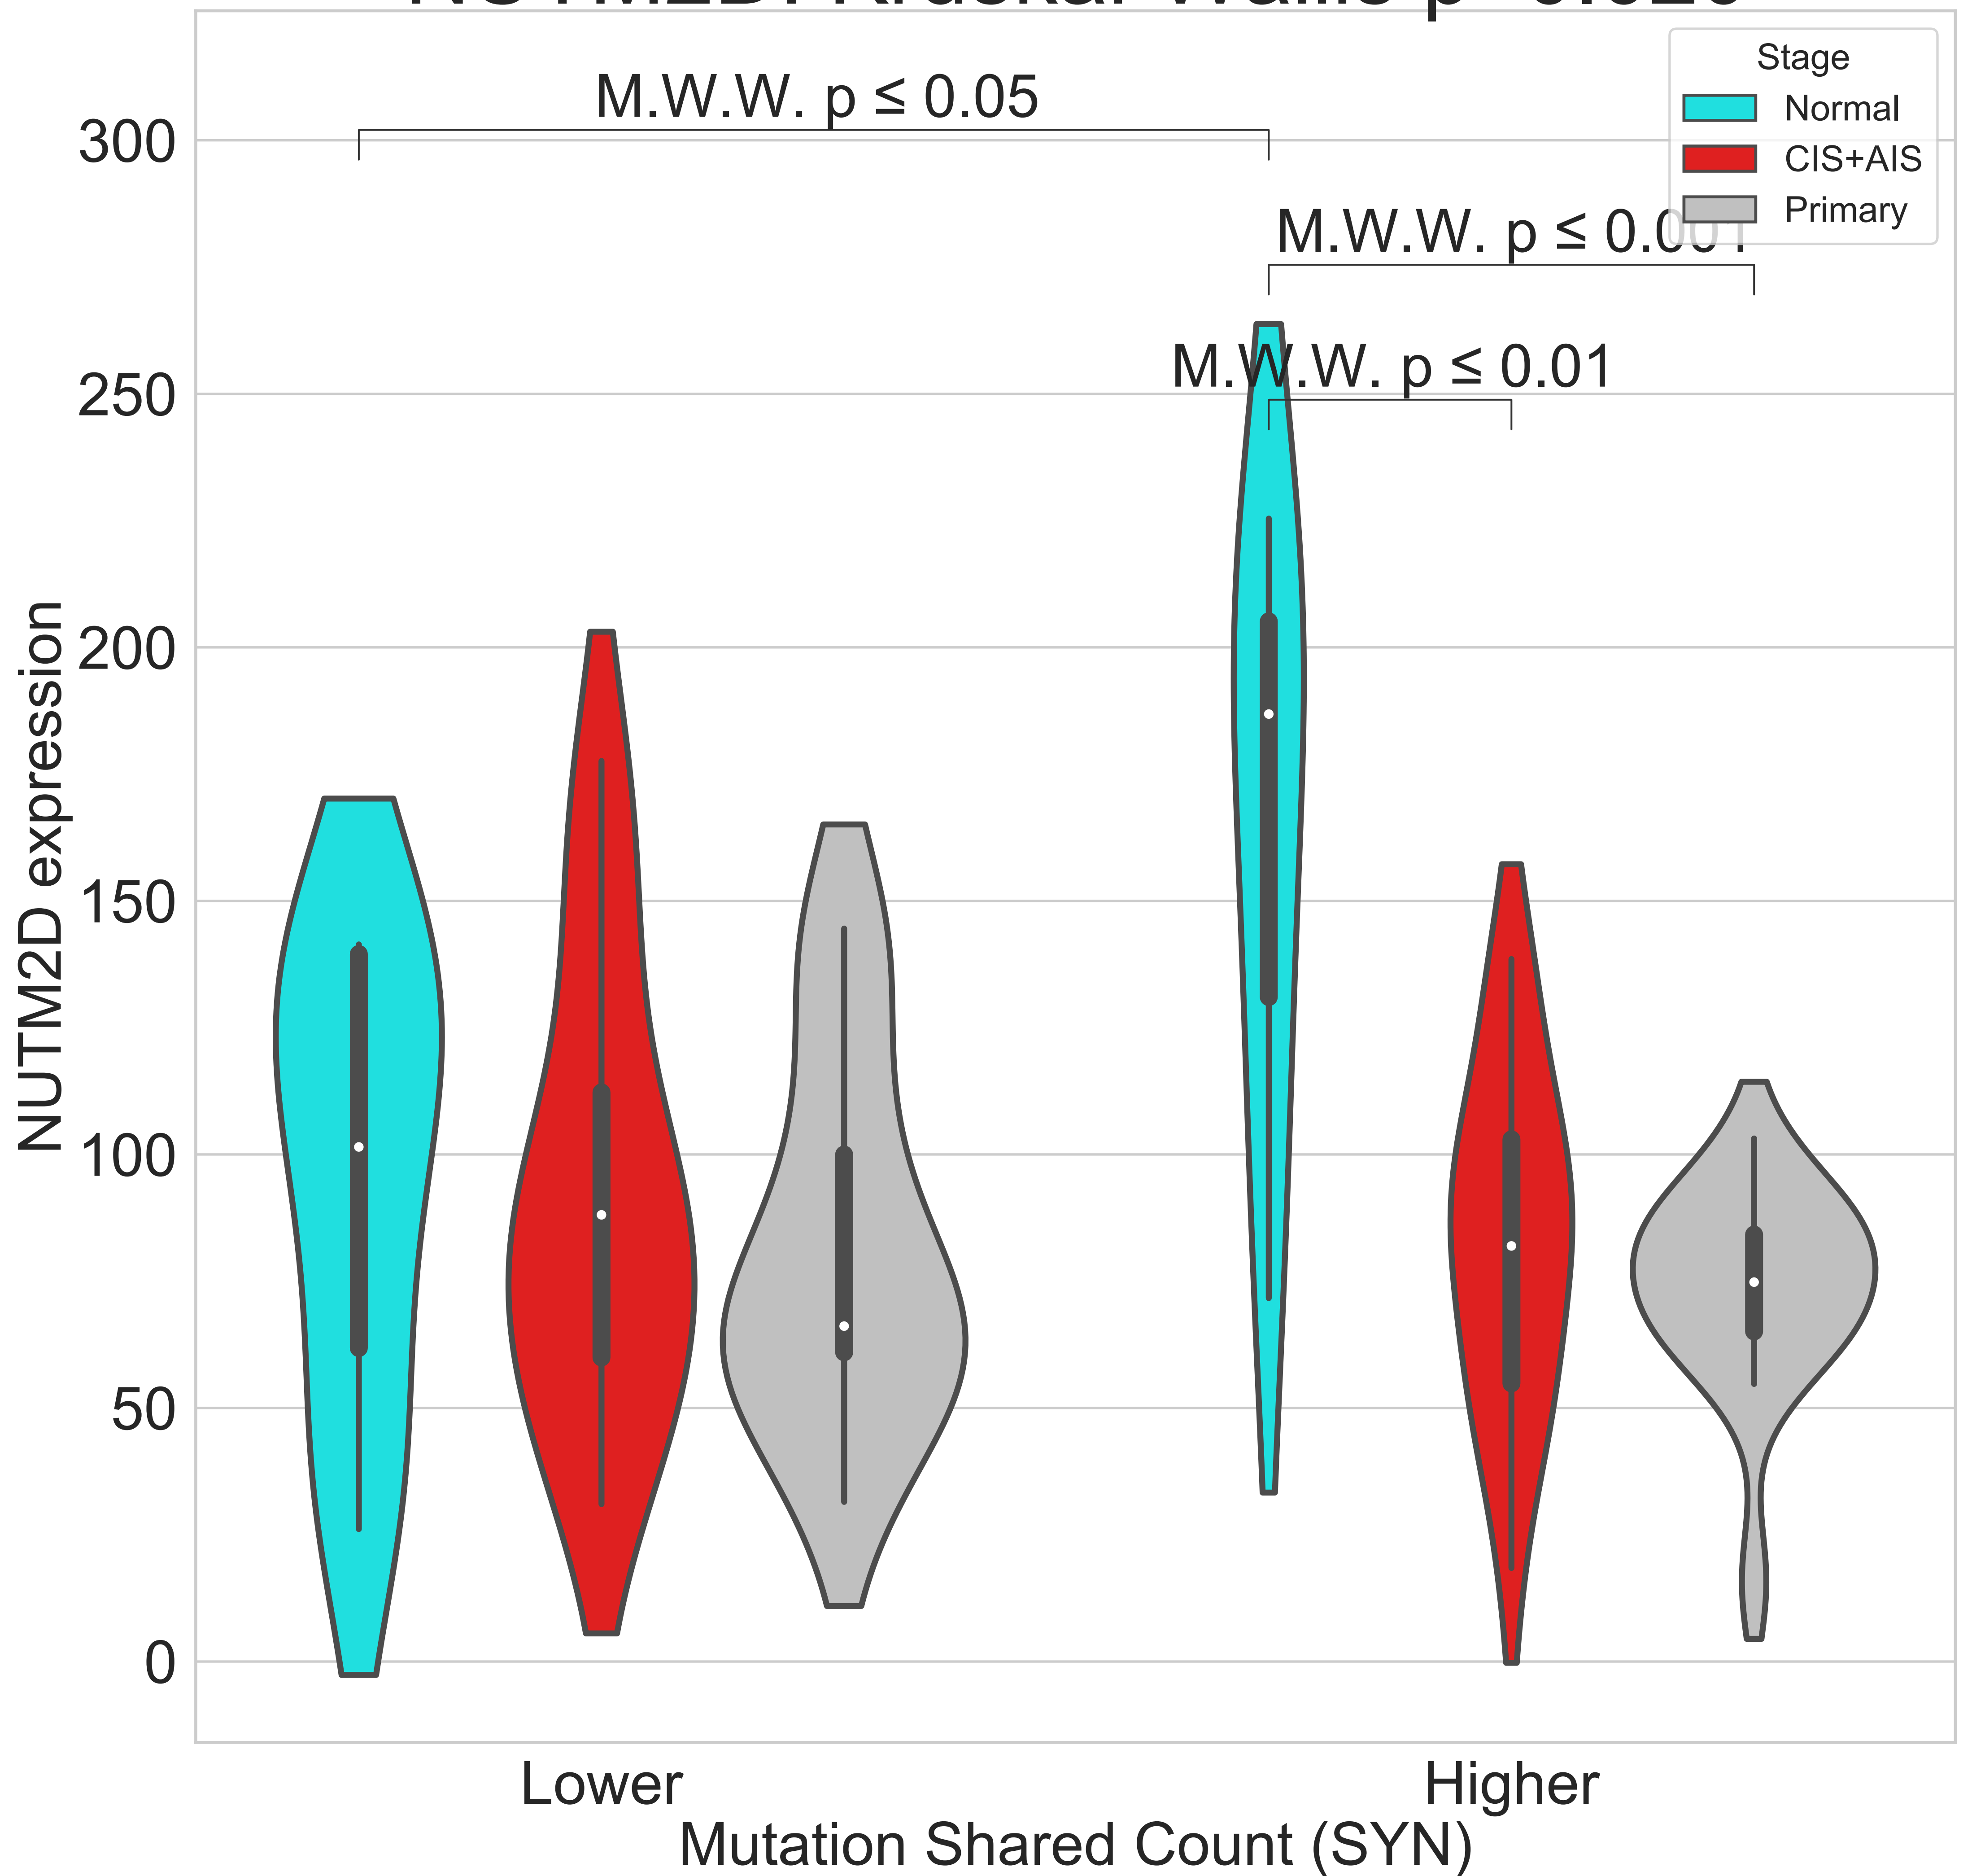 Stage
Normal
CIS+AIS
Primary
M.W.W. p ≤ 0.05
M.W.W. p ≤ 0.001
M.W.W. p ≤ 0.01
300
250
200
150
100
50
0
NUTM2D expression
Lower
Higher
Mutation Shared Count (SYN)